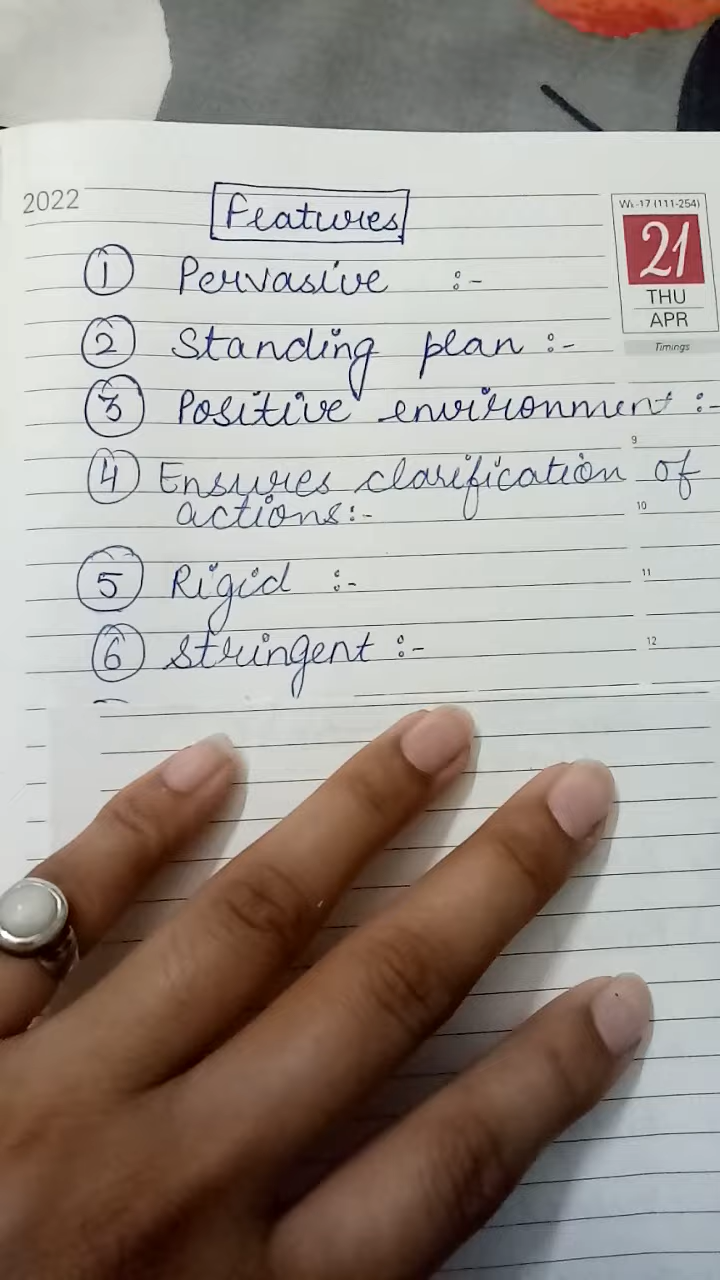 2022
Features
Wk-17 (111-254)
21
THU
APR
Timings
1 Pervasive :-
2 Standing plan :-
3 Positive environment :-
9
4 Ensures clarification of
actions:-
10
5 Rigid :-
11
6 Stringent :-
12